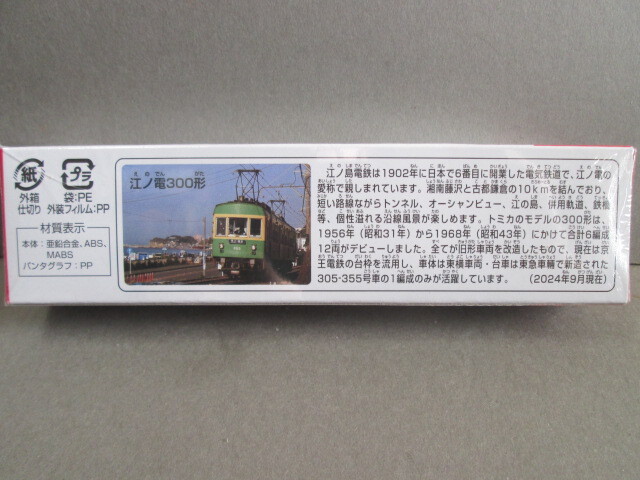 紙
プラ
外箱
仕切り
袋:PE
外装フィルム:PP
材質表示
本体:亜鉛合金、ABS、
MABS
パンタグラフ:PP
江ノ電300形
江ノ島電鉄は1902年に日本で6番目に開業した電気鉄道で、江ノ電の
愛称で親しまれています。湘南藤沢と古都鎌倉の10kmを結んでおり、
短い路線ながらトンネル、オーシャンビュー、江の島、併用軌道、鉄橋
等、個性溢れる沿線風景が楽しめます。トミカのモデルの300形は、
1956年(昭和31年)から1968年(昭和43年)にかけて合計6編成
12両がデビューしました。全てが旧形車両を改造したもので、現在は京
王電鉄の台枠を流用し、車体は東横車両・台車は東急車輛で新造された
305-355号車の1編成のみが活躍しています。(2024年9月現在)